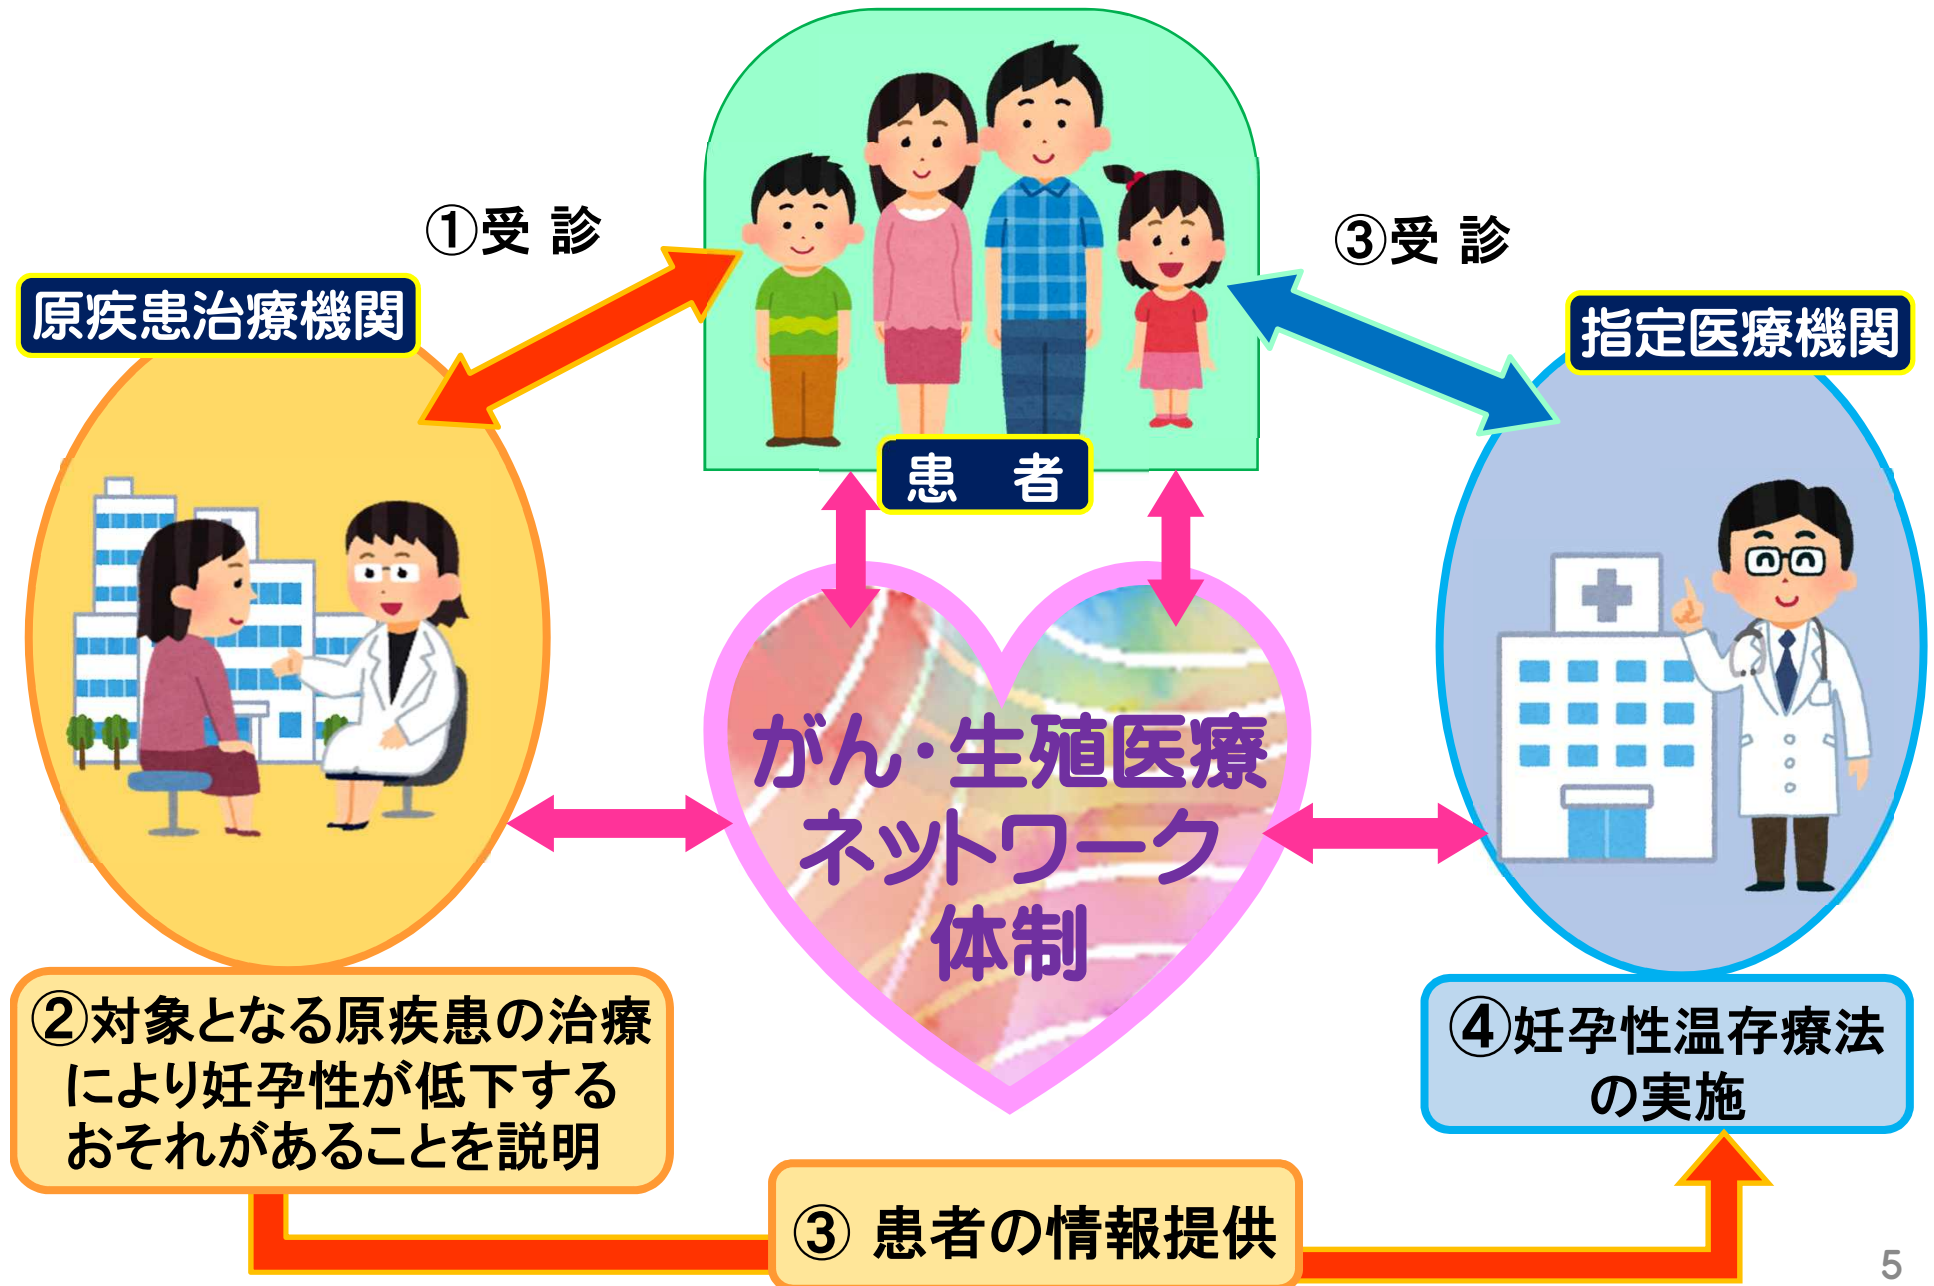 ①受 診
③受 診
原疾患治療機関
指定医療機関
患 者
がん・生殖医療
ネットワーク
体制
②対象となる原疾患の治療
により妊孕性が低下する
おそれがあることを説明
④妊孕性温存療法
の実施
③ 患者の情報提供
5